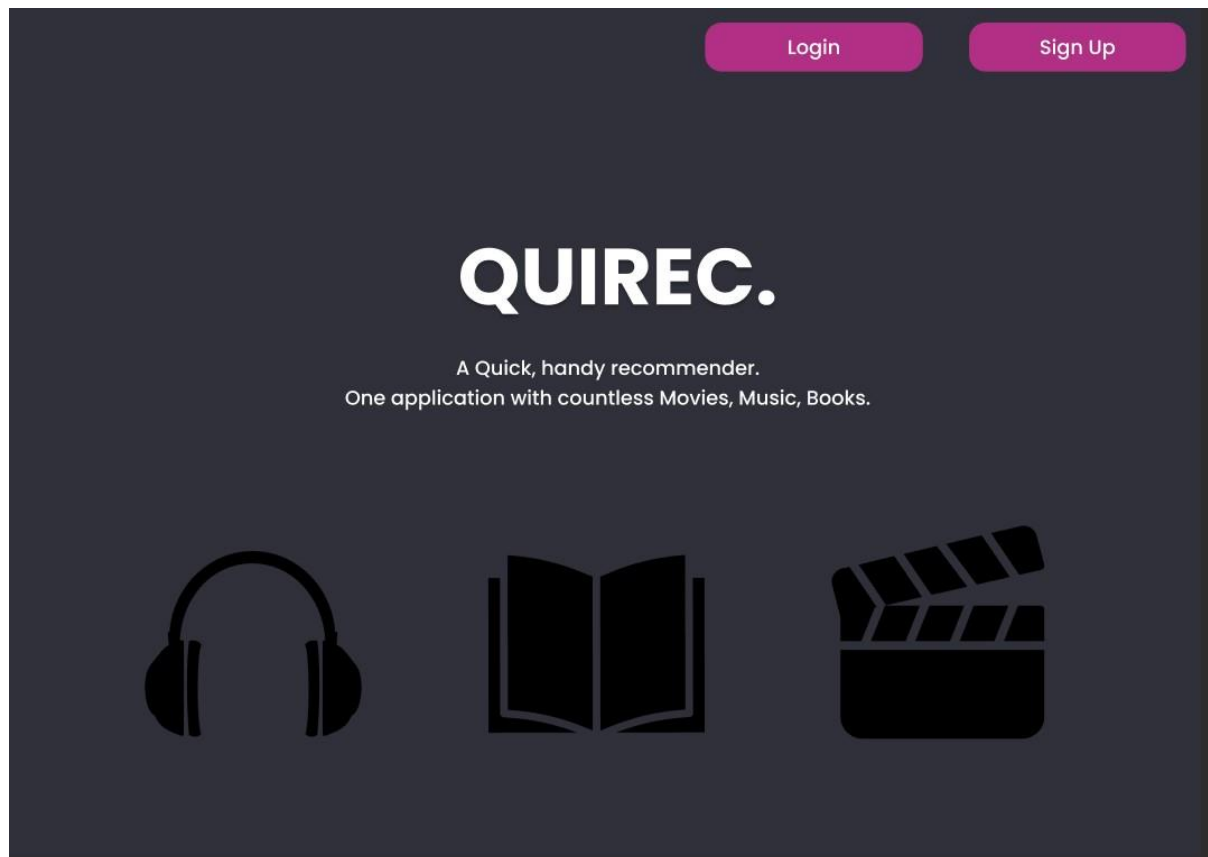 Login
Sign Up
QUIREC.
A Quick, handy recommender.
One application with countless Movies, Music, Books.